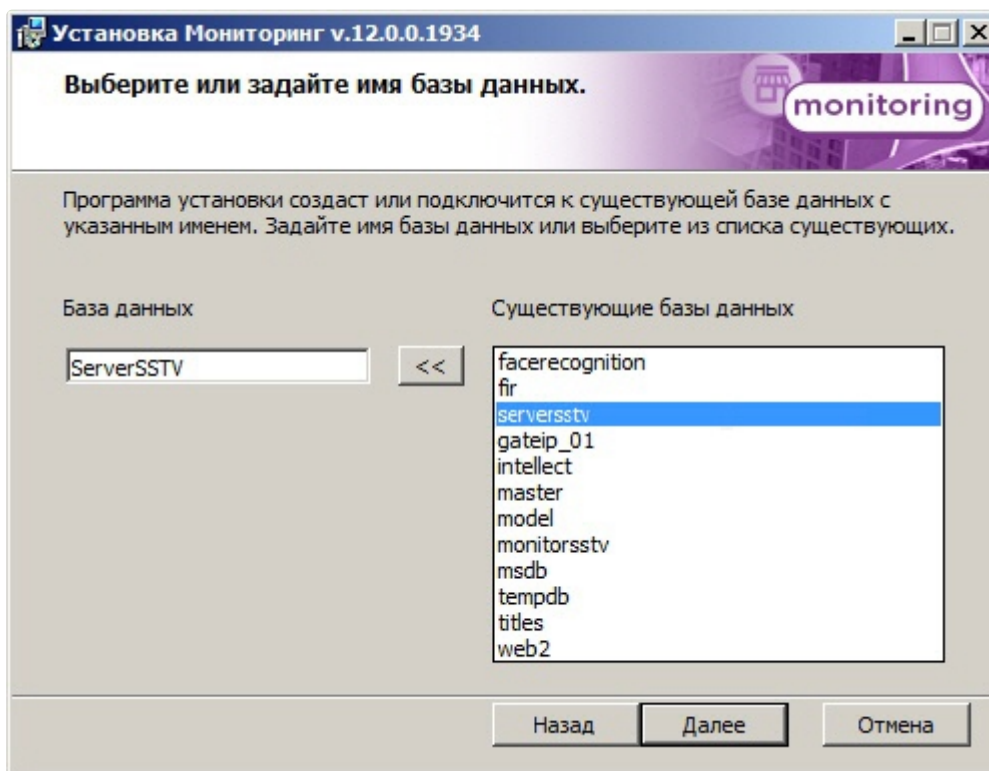 Установка Мониторинг v.12.0.0.1934
Выберите или задайте имя базы данных.
monitoring
Программа установки создаст или подключится к существующей базе данных с
указанным именем. Задайте имя базы данных или выберите из списка существующих.
База данных
Существующие базы данных
ServerSSTV
<<
facerecognition
fir
serversstv
gateip_01
intellect
master
model
monitorsstv
msdb
tempdb
titles
web2
Назад
Далее
Отмена